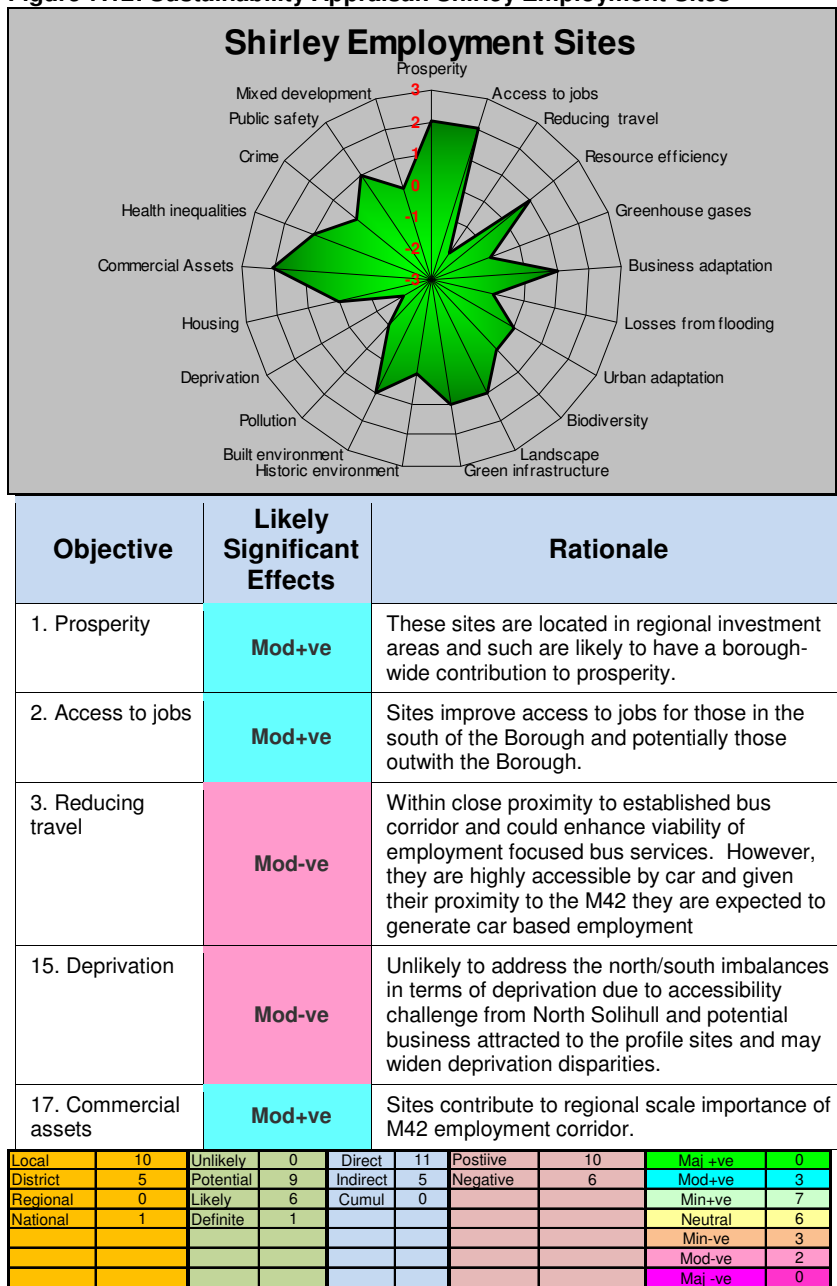 Shirley Employment Sites
Prosperity
Access to jobs
Reducing travel
Resource efficiency
Greenhouse gases
Business adaptation
Losses from flooding
Urban adaptation
Biodiversity
Landscape
Green infrastructure
Historic environment
Built environment
Pollution
Deprivation
Housing
Commercial Assets
Health inequalities
Crime
Public safety
Mixed development
3
2
1
0
-1
-2
-3
Objective
Likely
Significant
Effects
Rationale
1. Prosperity
Mod+ve
These sites are located in regional investment
areas and such are likely to have a borough-
wide contribution to prosperity.
2. Access to jobs
Mod+ve
Sites improve access to jobs for those in the
south of the Borough and potentially those
outwith the Borough.
3. Reducing
travel
Mod-ve
Within close proximity to established bus
corridor and could enhance viability of
employment focused bus services. However,
they are highly accessible by car and given
their proximity to the M42 they are expected to
generate car based employment
15. Deprivation
Mod-ve
Unlikely to address the north/south imbalances
in terms of deprivation due to accessibility
challenge from North Solihull and potential
business attracted to the profile sites and may
widen deprivation disparities.
17. Commercial
assets
Mod+ve
Sites contribute to regional scale importance of
M42 employment corridor.
Local 10 Unlikely 0 Direct 11 Postiive 10 Maj +ve 0
District 5 Potential 9 Indirect 5 Negative 6 Mod+ve 3
Regional 0 Likely 6 Cumul 0 Min+ve 7
National 1 Definite 1 Neutral 6
Min-ve 3
Mod-ve 2
Maj -ve 0